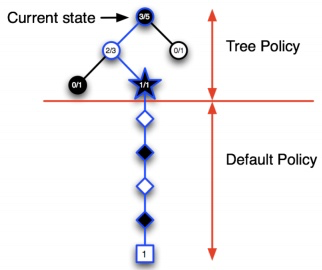 Current state
3/5
2/3
0/1
Tree Policy
0/1
1/1
Default Policy
1